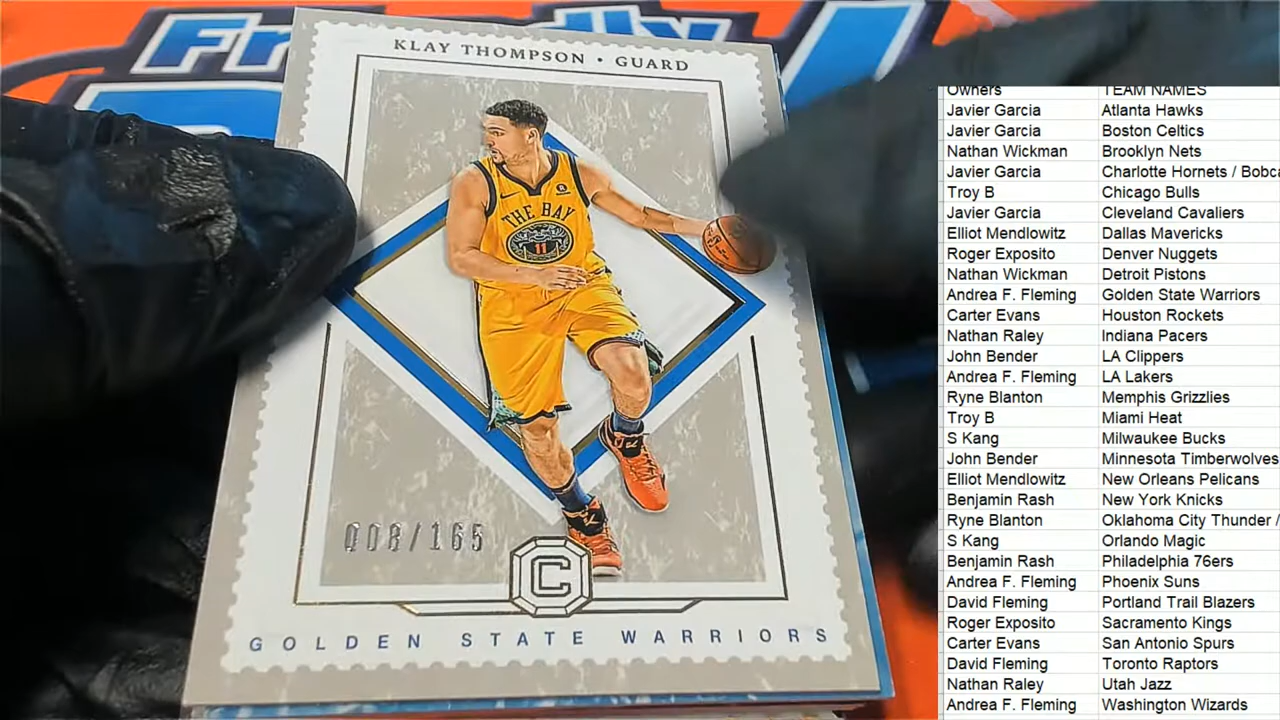 Fr lly
KLAY THOMPSON • GUARD
THE BAY
11
008/165
C
GOLDEN STATE WARRIORS
Owners TEAM NAMES
Javier Garcia Atlanta Hawks
Javier Garcia Boston Celtics
Nathan Wickman Brooklyn Nets
Javier Garcia Charlotte Hornets / Bobca
Troy B Chicago Bulls
Javier Garcia Cleveland Cavaliers
Elliot Mendlowitz Dallas Mavericks
Roger Exposito Denver Nuggets
Nathan Wickman Detroit Pistons
Andrea F. Fleming Golden State Warriors
Carter Evans Houston Rockets
Nathan Raley Indiana Pacers
John Bender LA Clippers
Andrea F. Fleming LA Lakers
Ryne Blanton Memphis Grizzlies
Troy B Miami Heat
S Kang Milwaukee Bucks
John Bender Minnesota Timberwolves
Elliot Mendlowitz New Orleans Pelicans
Benjamin Rash New York Knicks
Ryne Blanton Oklahoma City Thunder /
S Kang Orlando Magic
Benjamin Rash Philadelphia 76ers
Andrea F. Fleming Phoenix Suns
David Fleming Portland Trail Blazers
Roger Exposito Sacramento Kings
Carter Evans San Antonio Spurs
David Fleming Toronto Raptors
Nathan Raley Utah Jazz
Andrea F. Fleming Washington Wizards